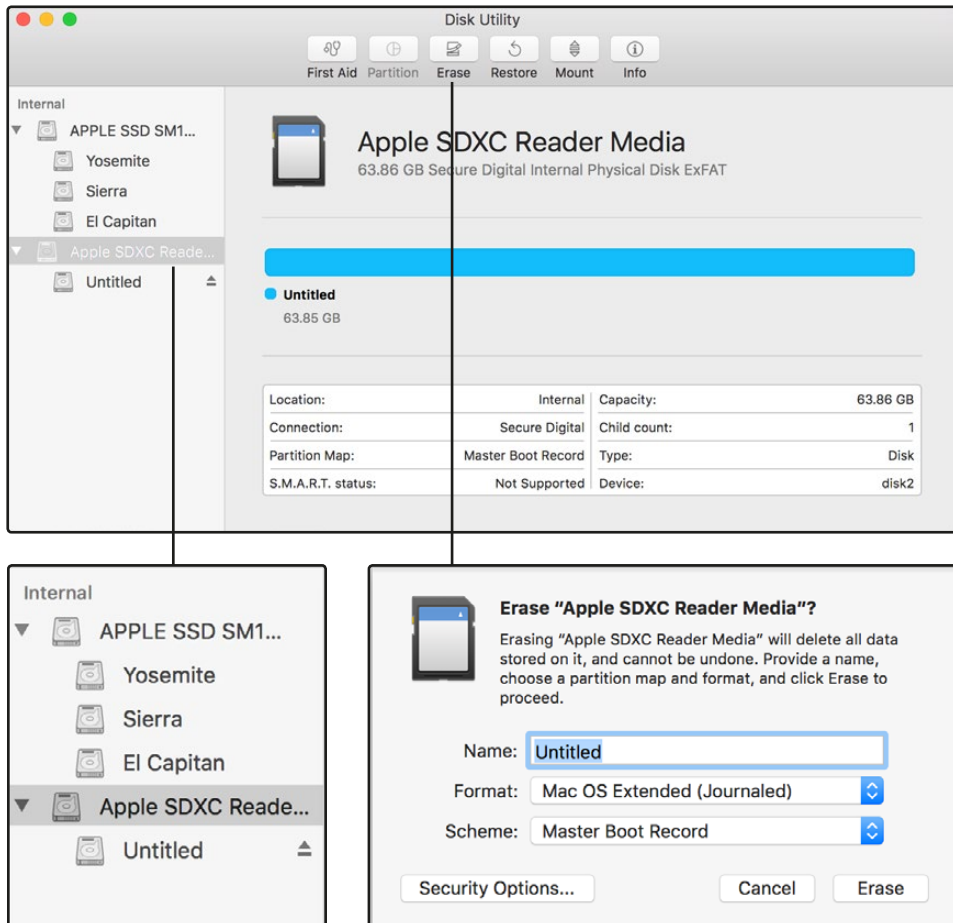 Disk Utility
First Aid Partition Erase Restore Mount Info
Internal
APPLE SSD SM1...
Yosemite
Sierra
El Capitan
Apple SDXC Reade...
Untitled
Apple SDXC Reader Media
63.86 GB Secure Digital Internal Physical Disk ExFAT
Untitled
63.85 GB
Location: Internal Capacity: 63.86 GB
Connection: Secure Digital Child count: 1
Partition Map: Master Boot Record Type: Disk
S.M.A.R.T. status: Not Supported Device: disk2
Internal
APPLE SSD SM1...
Yosemite
Sierra
El Capitan
Apple SDXC Reade...
Untitled
Erase “Apple SDXC Reader Media”?
Erasing “Apple SDXC Reader Media” will delete all data
stored on it, and cannot be undone. Provide a name,
choose a partition map and format, and click Erase to
proceed.
Name: Untitled
Format: Mac OS Extended (Journaled)
Scheme: Master Boot Record
Security Options... Cancel Erase